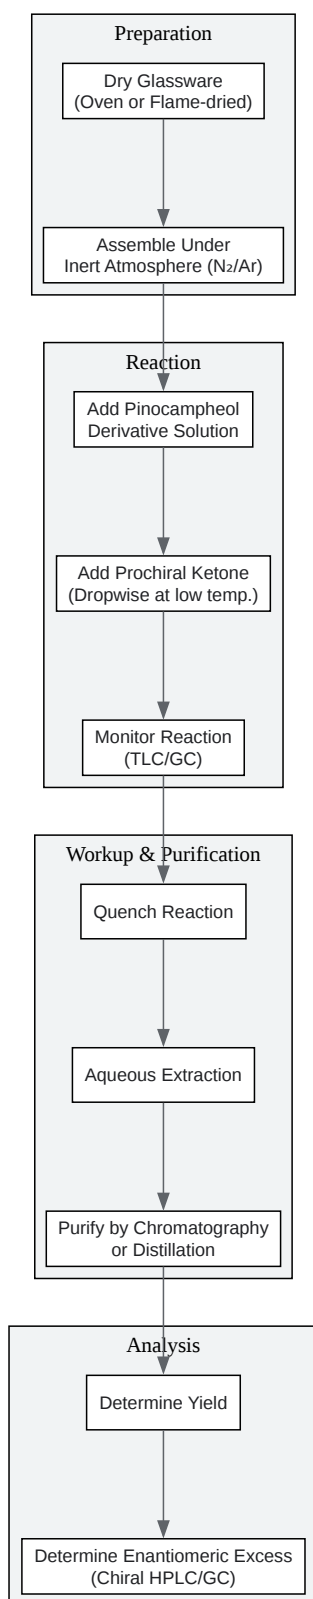 Preparation
Dry Glassware
(Oven or Flame-dried)
Assemble Under
Inert Atmosphere (N₂/Ar)
Reaction
Add Pinocampheol
Derivative Solution
Add Prochiral Ketone
(Dropwise at low temp.)
Monitor Reaction
(TLC/GC)
Workup & Purification
Quench Reaction
Aqueous Extraction
Purify by Chromatography
or Distillation
Analysis
Determine Yield
Determine Enantiomeric Excess
(Chiral HPLC/GC)